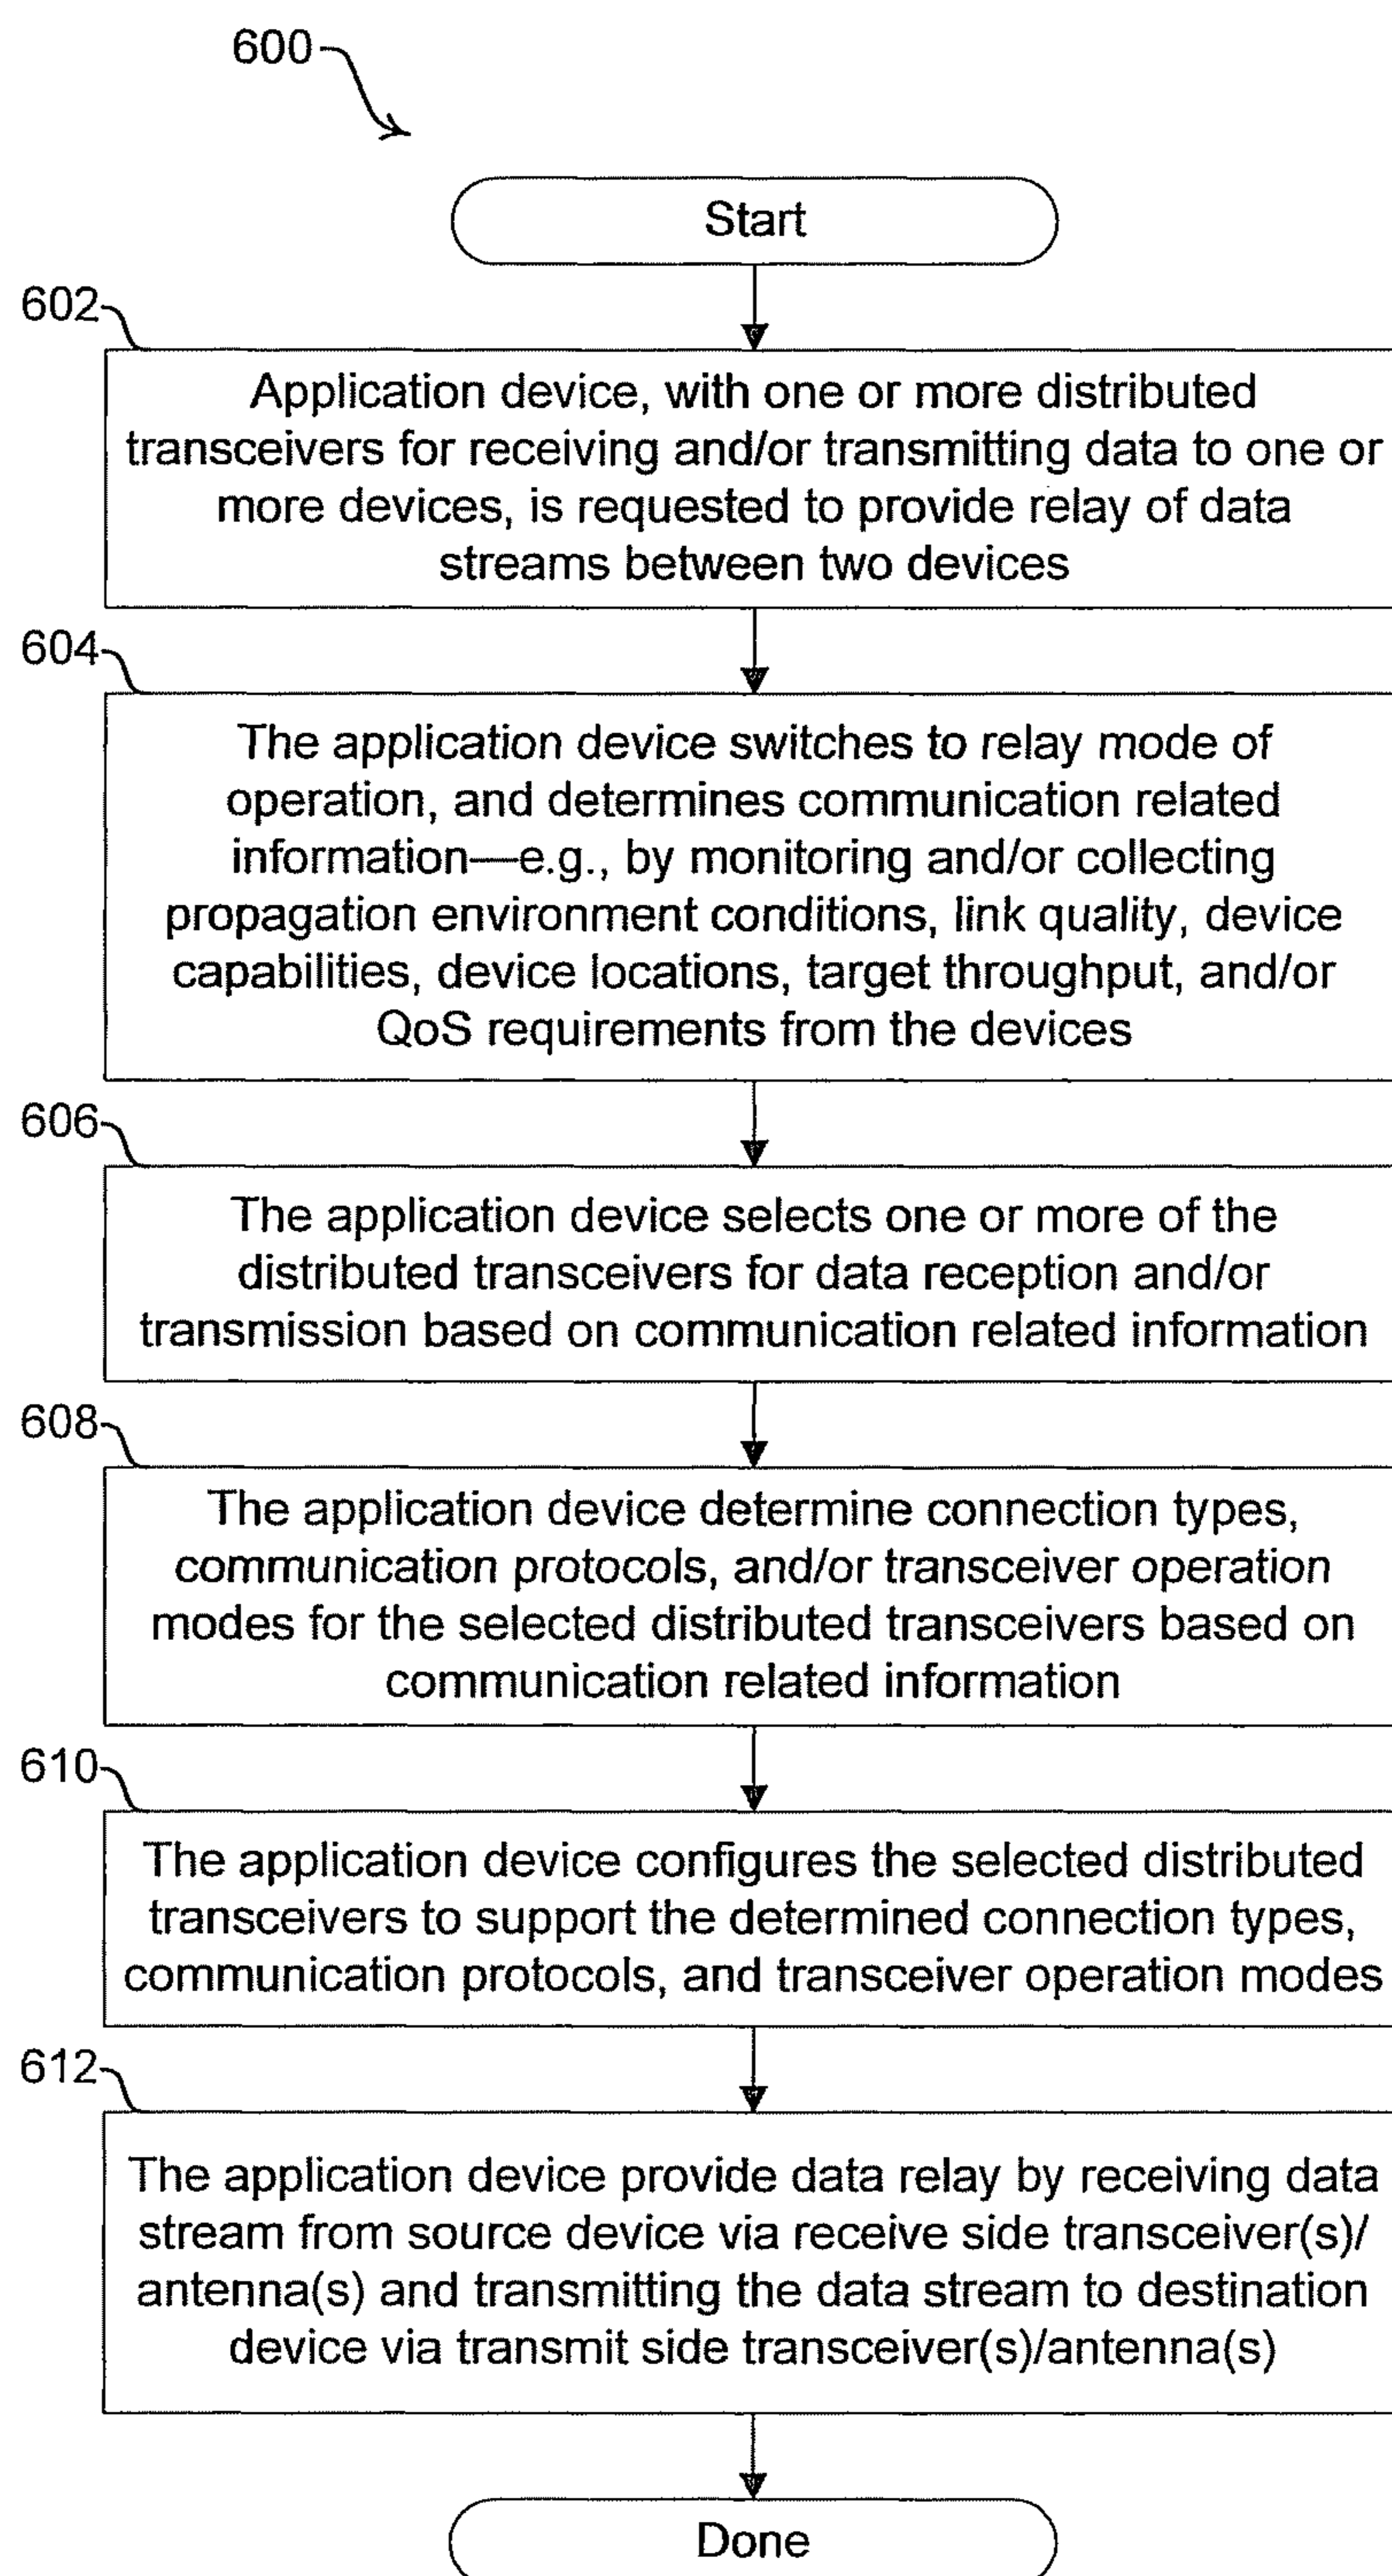 600
Start
602
Application device, with one or more distributed
transceivers for receiving and/or transmitting data to one or
more devices, is requested to provide relay of data
streams between two devices
604
The application device switches to relay mode of
operation, and determines communication related
information—e.g., by monitoring and/or collecting
propagation environment conditions, link quality, device
capabilities, device locations, target throughput, and/or
QoS requirements from the devices
606
The application device selects one or more of the
distributed transceivers for data reception and/or
transmission based on communication related information
608
The application device determine connection types,
communication protocols, and/or transceiver operation
modes for the selected distributed transceivers based on
communication related information
610
The application device configures the selected distributed
transceivers to support the determined connection types,
communication protocols, and transceiver operation modes
612
The application device provide data relay by receiving data
stream from source device via receive side transceiver(s)/
antenna(s) and transmitting the data stream to destination
device via transmit side transceiver(s)/antenna(s)
Done